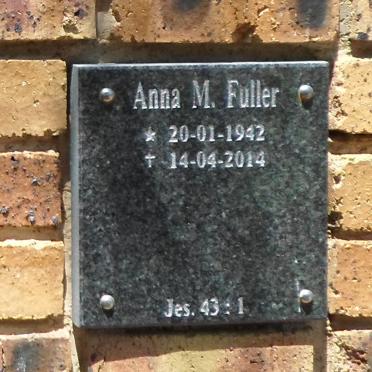 Anna M. Fuller
★ 20-01-1942
✝ 14-04-2014
Jes. 43 : 1